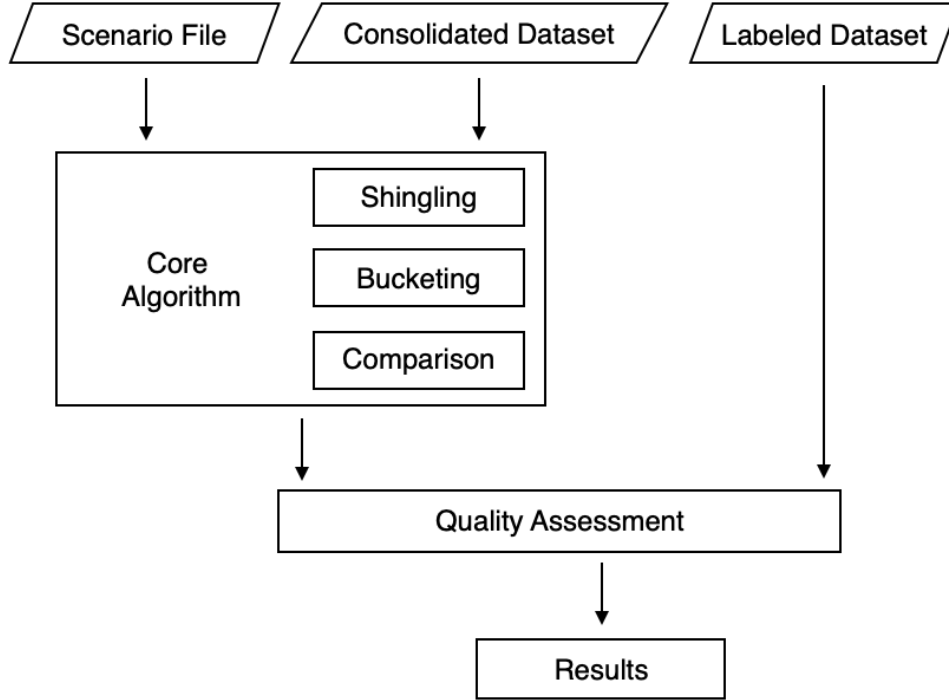 Scenario File
Consolidated Dataset
Labeled Dataset
Core
Algorithm
Shingling
Bucketing
Comparison
Quality Assessment
Results